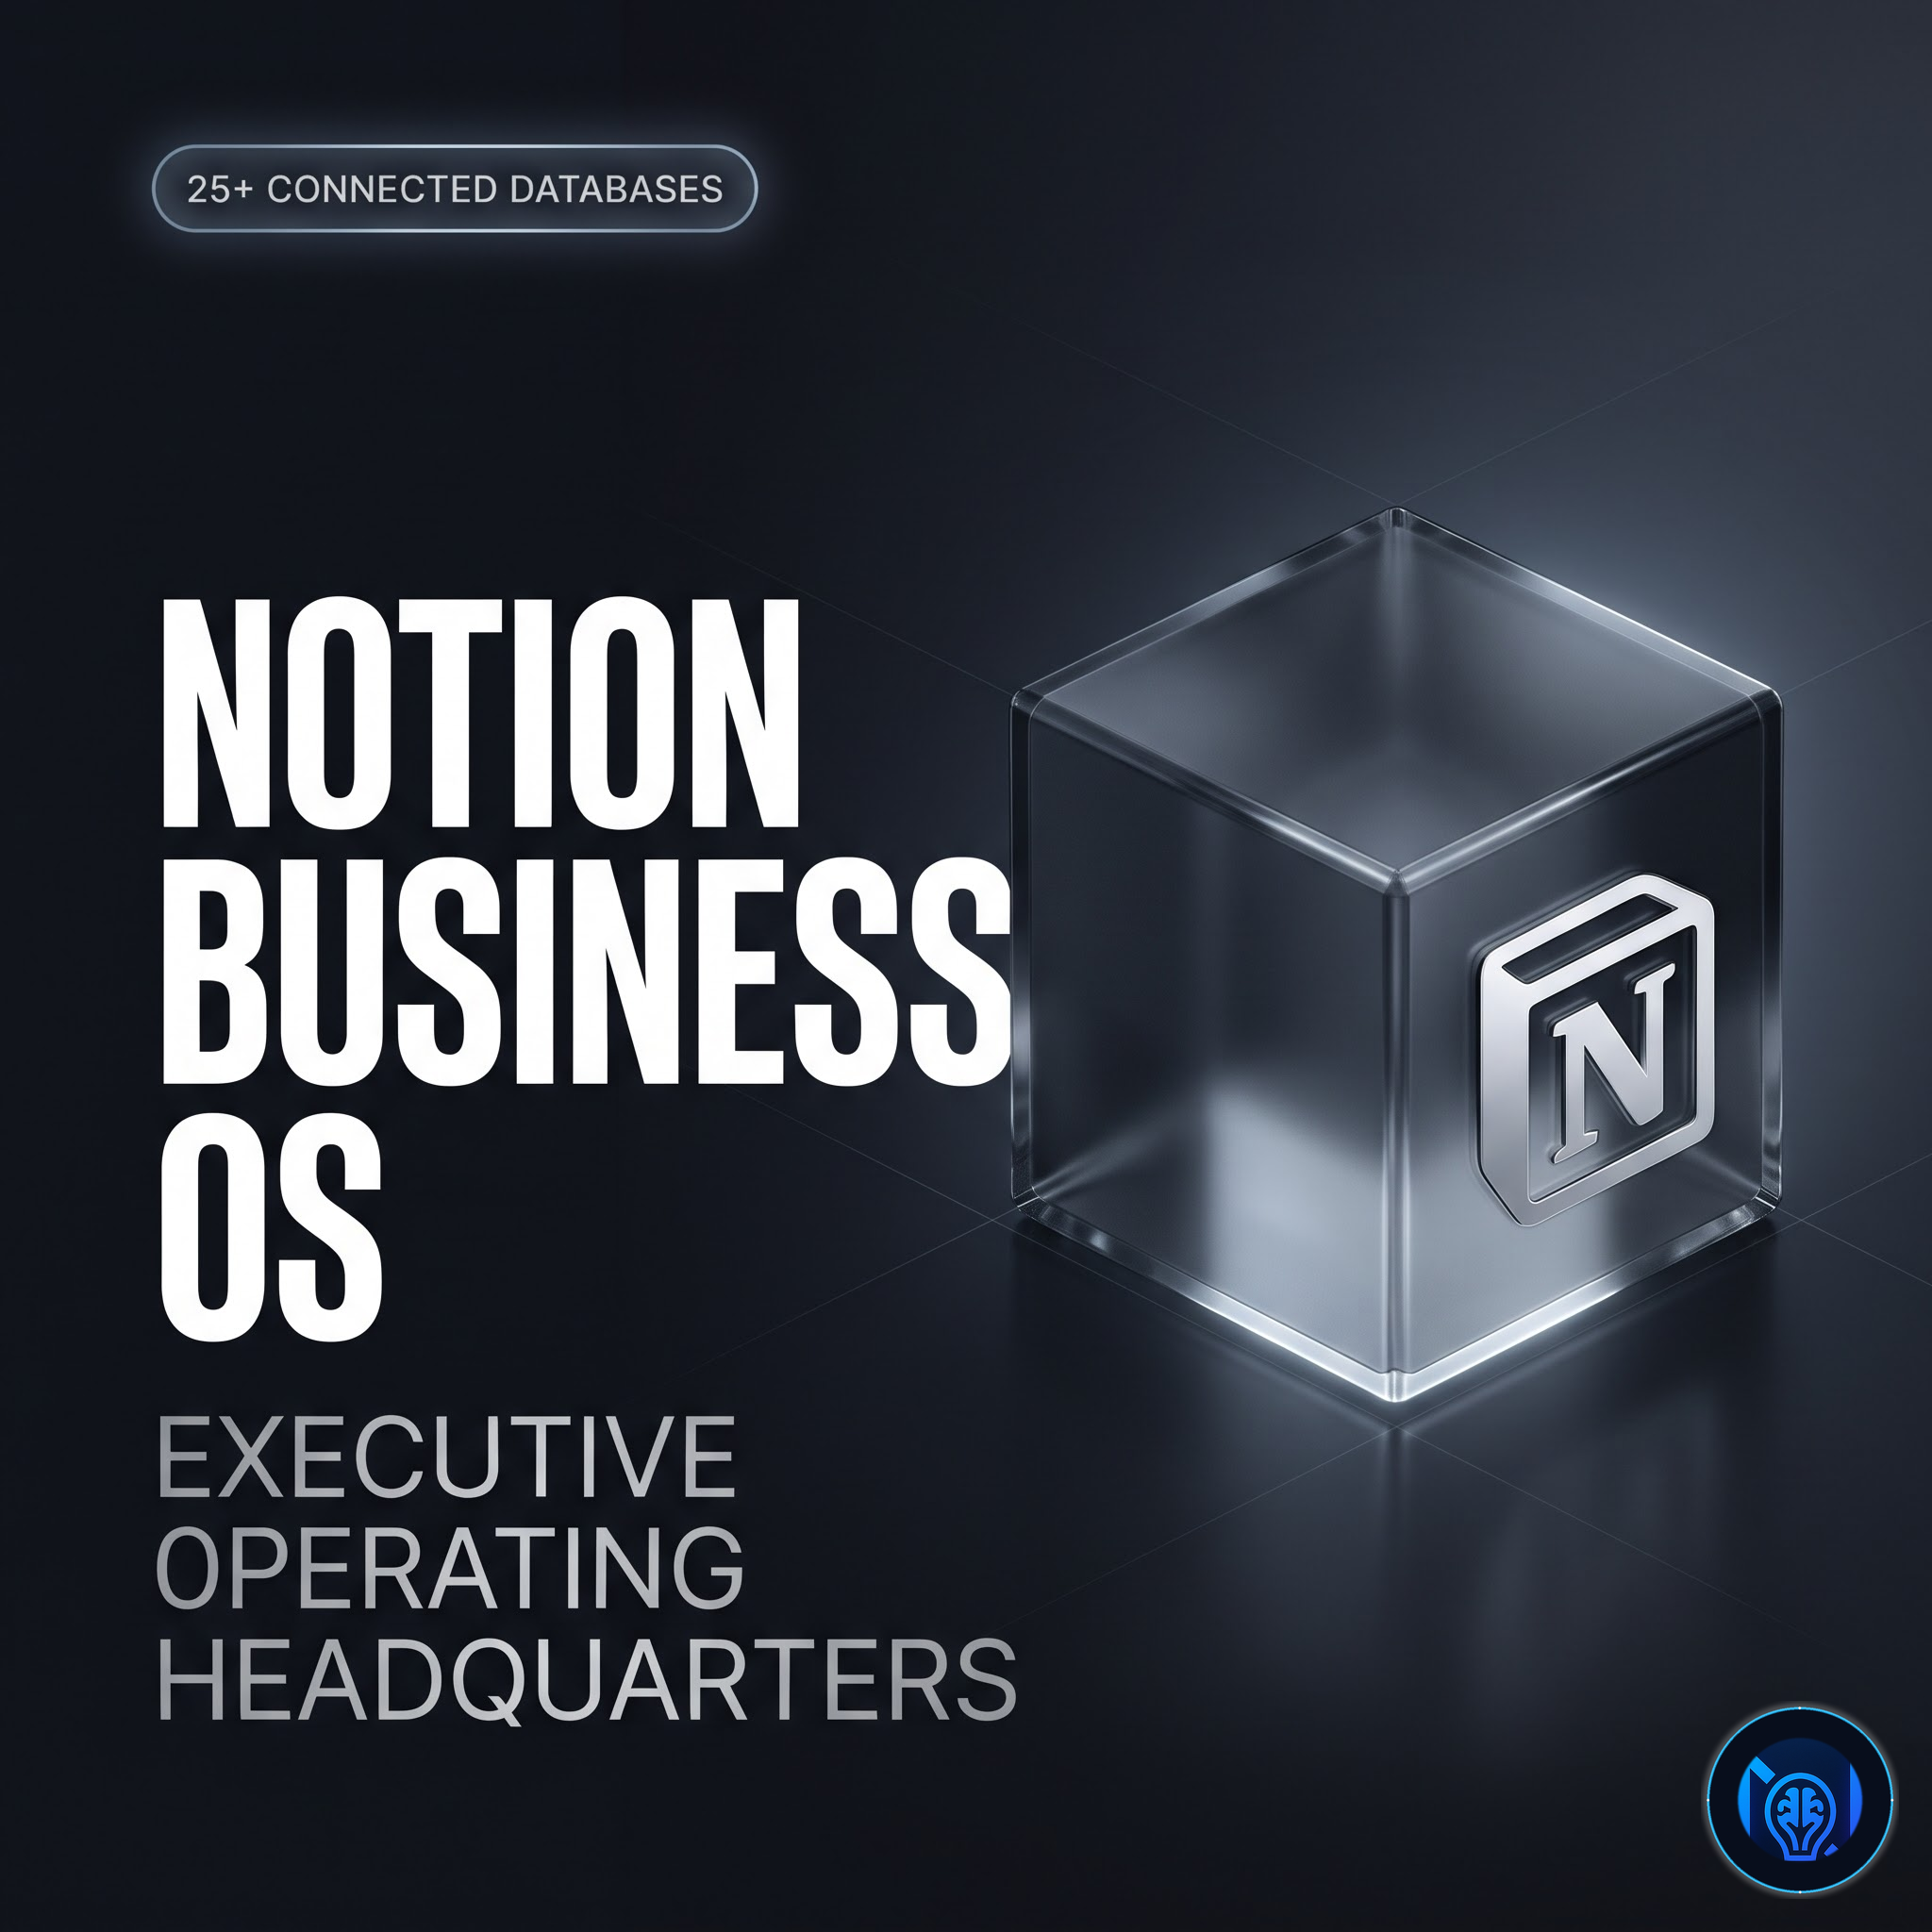 25+ CONNECTED DATABASES
NOTION
BUSINESS
OS
N
EXECUTIVE
OPERATING
HEADQUARTERS